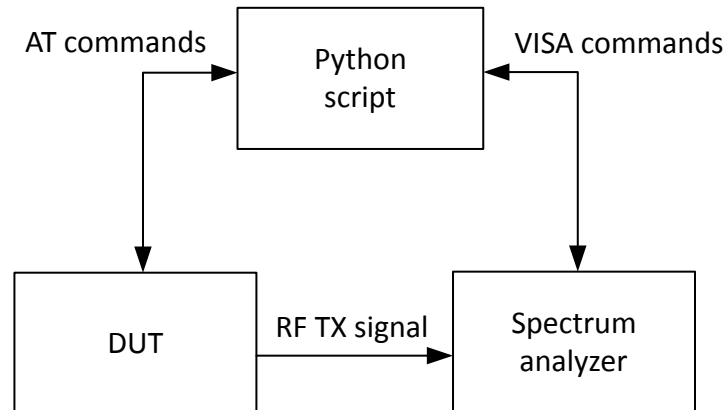 AT commands
Python
script
VISA commands
DUT
RF TX signal
Spectrum
analyzer